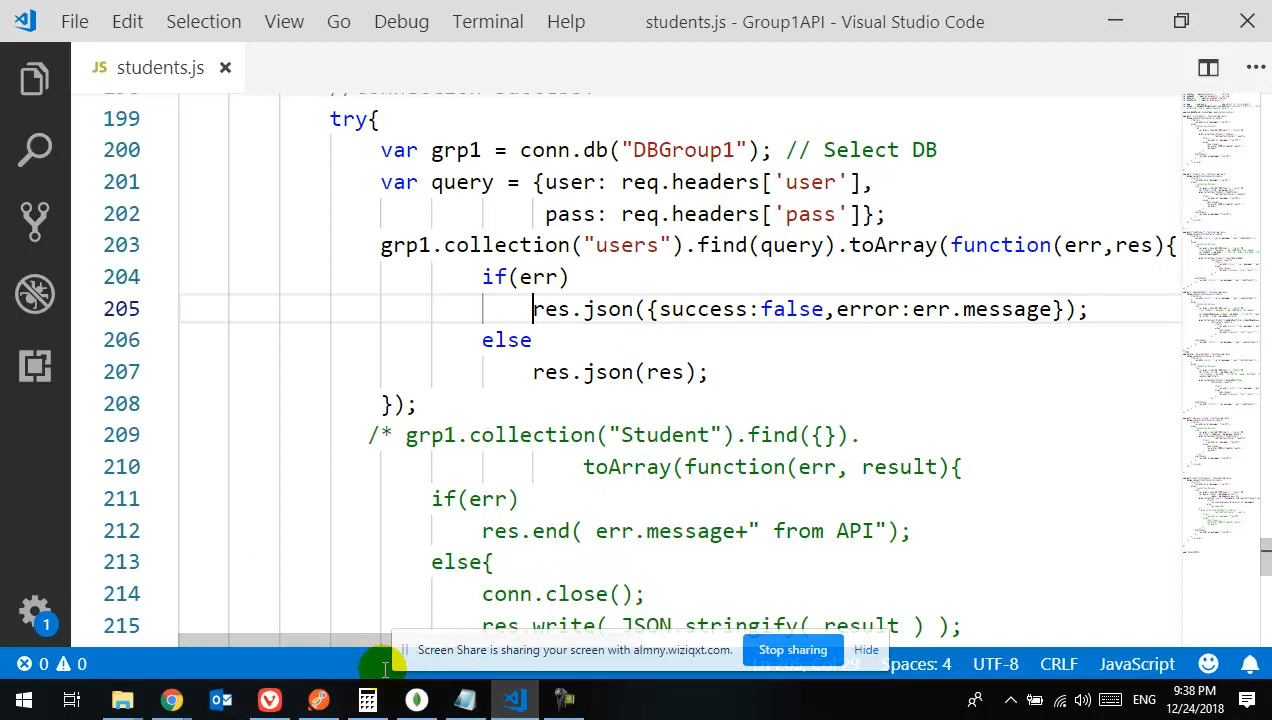 File Edit Selection View Go Debug Terminal Help students.js - Group1API - Visual Studio Code
JS students.js
199 try{
200 var grp1 = conn.db("DBGroup1"); // Select DB
201 var query = {user: req.headers['user'],
202 pass: req.headers['pass']};
203 grp1.collection("users").find(query).toArray(function(err,res){
204 if(err)
205 res.json({success:false,error:err.message});
206 else
207 res.json(res);
208 });
209 /* grp1.collection("Student").find({}).
210 toArray(function(err, result){
211 if(err)
212 res.end( err.message+" from API");
213 else{
214 conn.close();
215 res.write( JSON.stringify( result ) );
Screen Share is sharing your screen with almny.wiziqxt.com. Stop sharing Hide
1
0 0 Spaces: 4 UTF-8 CRLF JavaScript
ENG 9:38 PM
12/24/2018